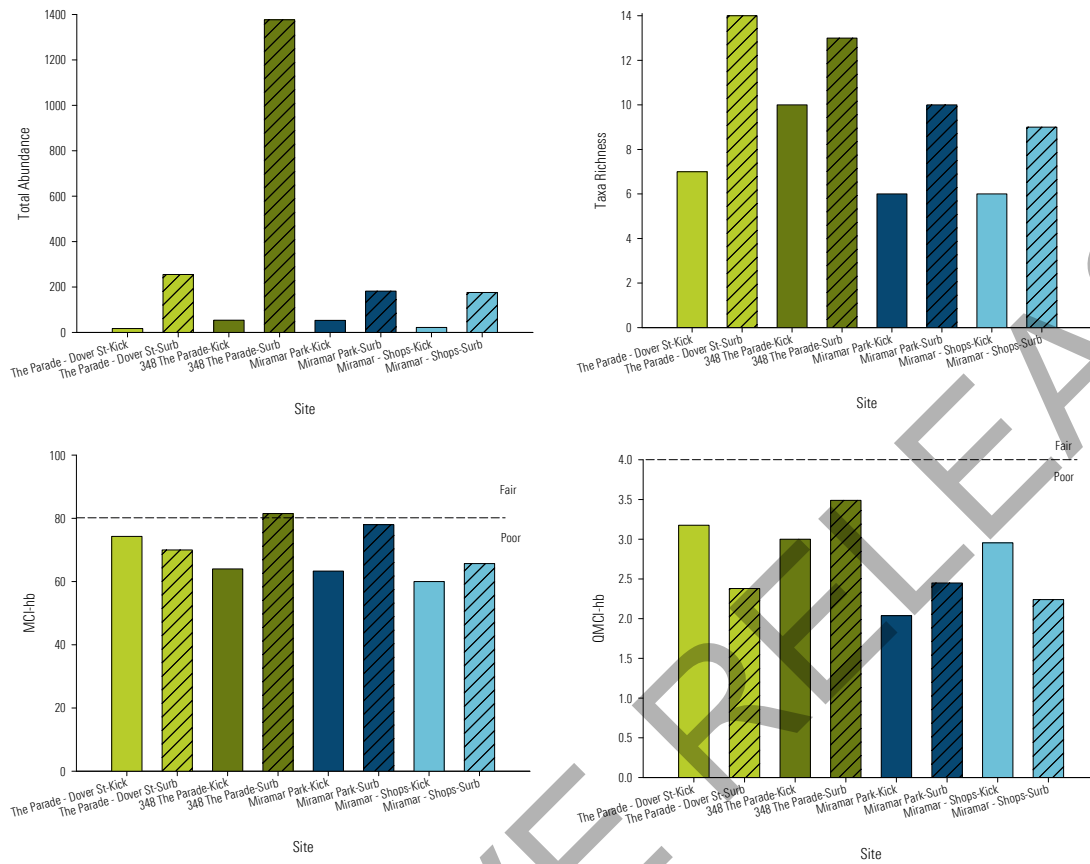 1400
1200
1000
800
600
400
200
0
Total Abundance
The Parade - Dover St-Kick
The Parade - Dover St-Surb
348 The Parade-Kick
348 The Parade-Surb
Miramar Park-Kick
Miramar Park-Surb
Miramar - Shops-Kick
Miramar - Shops-Surb
Site
14
12
10
8
6
4
2
0
Taxa Richness
The Parade - Dover St-Kick
The Parade - Dover St-Surb
348 The Parade-Kick
348 The Parade-Surb
Miramar Park-Kick
Miramar Park-Surb
Miramar - Shops-Kick
Miramar - Shops-Surb
Site
100
80
60
40
20
0
MCI-hb
Fair
Poor
The Parade - Dover St-Kick
The Parade - Dover St-Surb
348 The Parade-Kick
348 The Parade-Surb
Miramar Park-Kick
Miramar Park-Surb
Miramar - Shops-Kick
Miramar - Shops-Surb
Site
4.0
3.5
3.0
2.5
2.0
1.5
1.0
0.5
0.0
QMCI-hb
Fair
Poor
The Parade - Dover St-Kick
The Parade - Dover St-Surb
348 The Parade-Kick
348 The Parade-Surb
Miramar Park-Kick
Miramar Park-Surb
Miramar - Shops-Kick
Miramar - Shops-Surb
Site